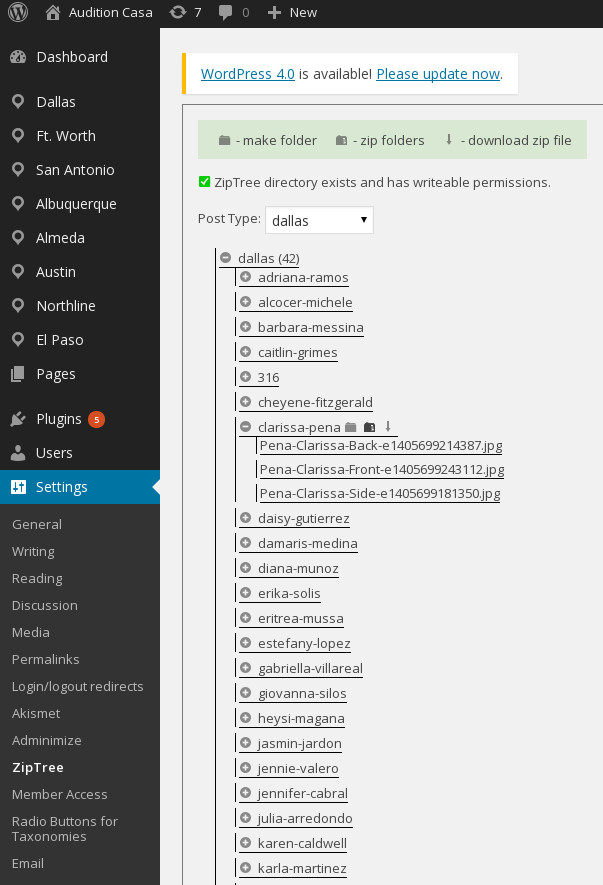 Audition Casa 7 0 New
Dashboard
Dallas
Ft. Worth
San Antonio
Albuquerque
Almeda
Austin
Northline
El Paso
Pages
Plugins 5
Users
Settings
General
Writing
Reading
Discussion
Media
Permalinks
Login/logout redirects
Akismet
Adminimize
ZipTree
Member Access
Radio Buttons for
Taxonomies
Email
WordPress 4.0 is available! Please update now.
- make folder - zip folders - download zip file
ZipTree directory exists and has writeable permissions.
Post Type: dallas
dallas (42)
adriana-ramos
alcocer-michele
barbara-messina
caitlin-grimes
316
cheyene-fitzgerald
clarissa-pena
Pena-Clarissa-Back-e1405699214387.jpg
Pena-Clarissa-Front-e1405699243112.jpg
Pena-Clarissa-Side-e1405699181350.jpg
daisy-gutierrez
damaris-medina
diana-munoz
erika-solis
eritrea-mussa
estefany-lopez
gabriella-villareal
giovanna-silos
heysi-magana
jasmin-jardon
jennie-valero
jennifer-cabral
julia-arredondo
karen-caldwell
karla-martinez